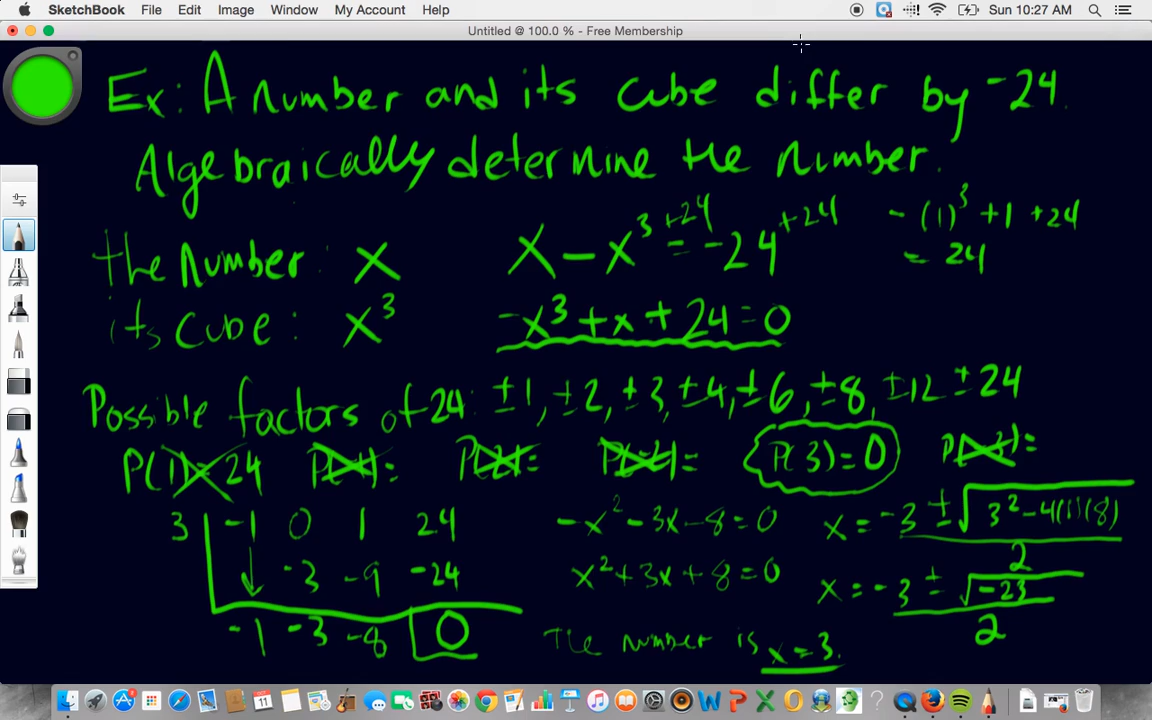 SketchBook File Edit Image Window My Account Help Sun 10:27 AM
Untitled @ 100.0 % - Free Membership
Ex: A number and its cube differ by -24.
Algebraically determine the number.
the number: x
x - x³ +24 = -24 +24
- (1)³ +1 +24
= 24
its cube: x³
-x³ + x + 24 = 0
Possible factors of 24: ±1, ±2, ±3, ±4, ±6, ±8, ±12 ±24
P(1) 24 P(3) = 0
3 -1 0 1 24
-3 -9 -24
-1 -3 -8 0
-x² - 3x - 8 = 0
x² + 3x + 8 = 0
x = -3 ± √3² - 4(1)(8)
2
x = -3 ± √-23
2
The number is x = 3.